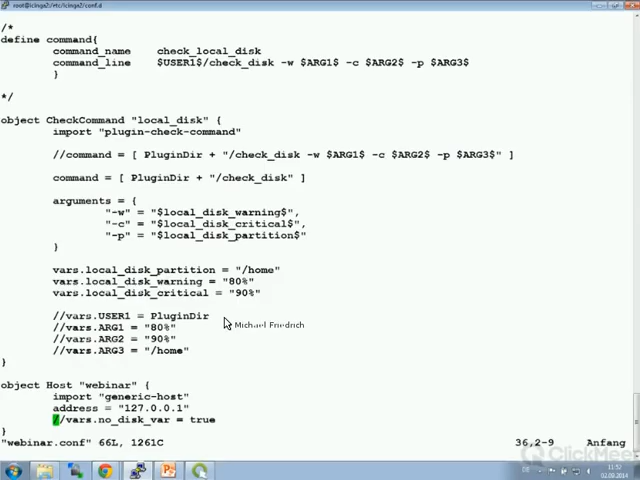 root@icinga2:/etc/icinga2/conf.d
/*
define command{
command_name check_local_disk
command_line $USER1$/check_disk -w $ARG1$ -c $ARG2$ -p $ARG3$
}
*/
object CheckCommand "local_disk" {
import "plugin-check-command"
//command = [ PluginDir + "/check_disk -w $ARG1$ -c $ARG2$ -p $ARG3$" ]
command = [ PluginDir + "/check_disk" ]
arguments = {
"-w" = "$local_disk_warning$",
"-c" = "$local_disk_critical$",
"-p" = "$local_disk_partition$"
}
vars.local_disk_partition = "/home"
vars.local_disk_warning = "80%"
vars.local_disk_critical = "90%"
//vars.USER1 = PluginDir
//vars.ARG1 = "80%"
//vars.ARG2 = "90%"
//vars.ARG3 = "/home"
}
Michael Friedrich
object Host "webinar" {
import "generic-host"
address = "127.0.0.1"
//vars.no_disk_var = true
}
"webinar.conf" 66L, 1261C 36,2-9 Anfang
ClickMeet
DE 11:52
02.09.2014